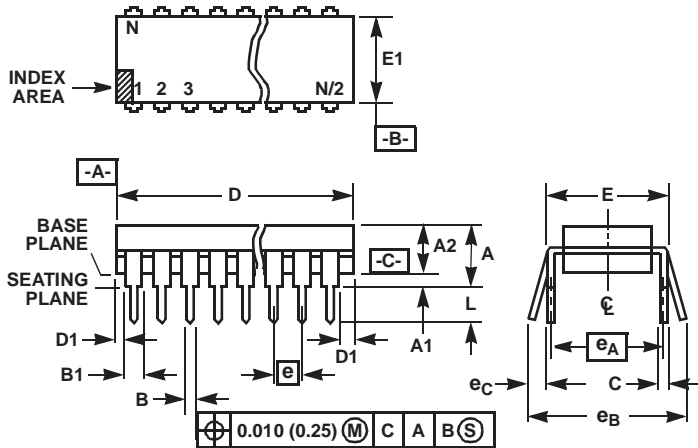 N
E1
INDEX
AREA
1 2 3 N/2
-B-
-A-
D
E
BASE
PLANE
A2
A
-C-
SEATING
PLANE
L
C
L
D1
A1
D1
eA
B1
e
eC
C
B
eB
0.010 (0.25) M C A B S